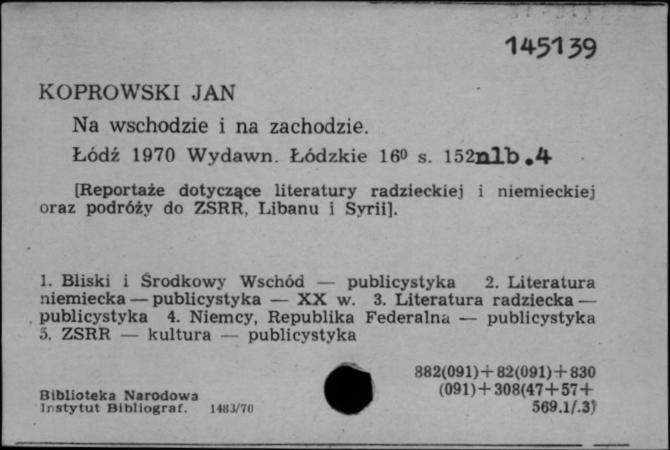 145139
KOPROWSKI JAN
Na wschodzie i na zachodzie.
Łódź 1970 Wydawn. Łódzkie 16⁰ s. 152nlb.4
[Reportaże dotyczące literatury radzieckiej i niemieckiej
oraz podróży do ZSRR, Libanu i Syrii].
1. Bliski i Środkowy Wschód — publicystyka 2. Literatura
niemiecka — publicystyka — XX w. 3. Literatura radziecka —
publicystyka 4. Niemcy, Republika Federalna — publicystyka
5. ZSRR — kultura — publicystyka
882(091)+82(091)+830
(091)+308(47+57+
569.1/.3)
Biblioteka Narodowa
Instytut Bibliograf. 1483/70